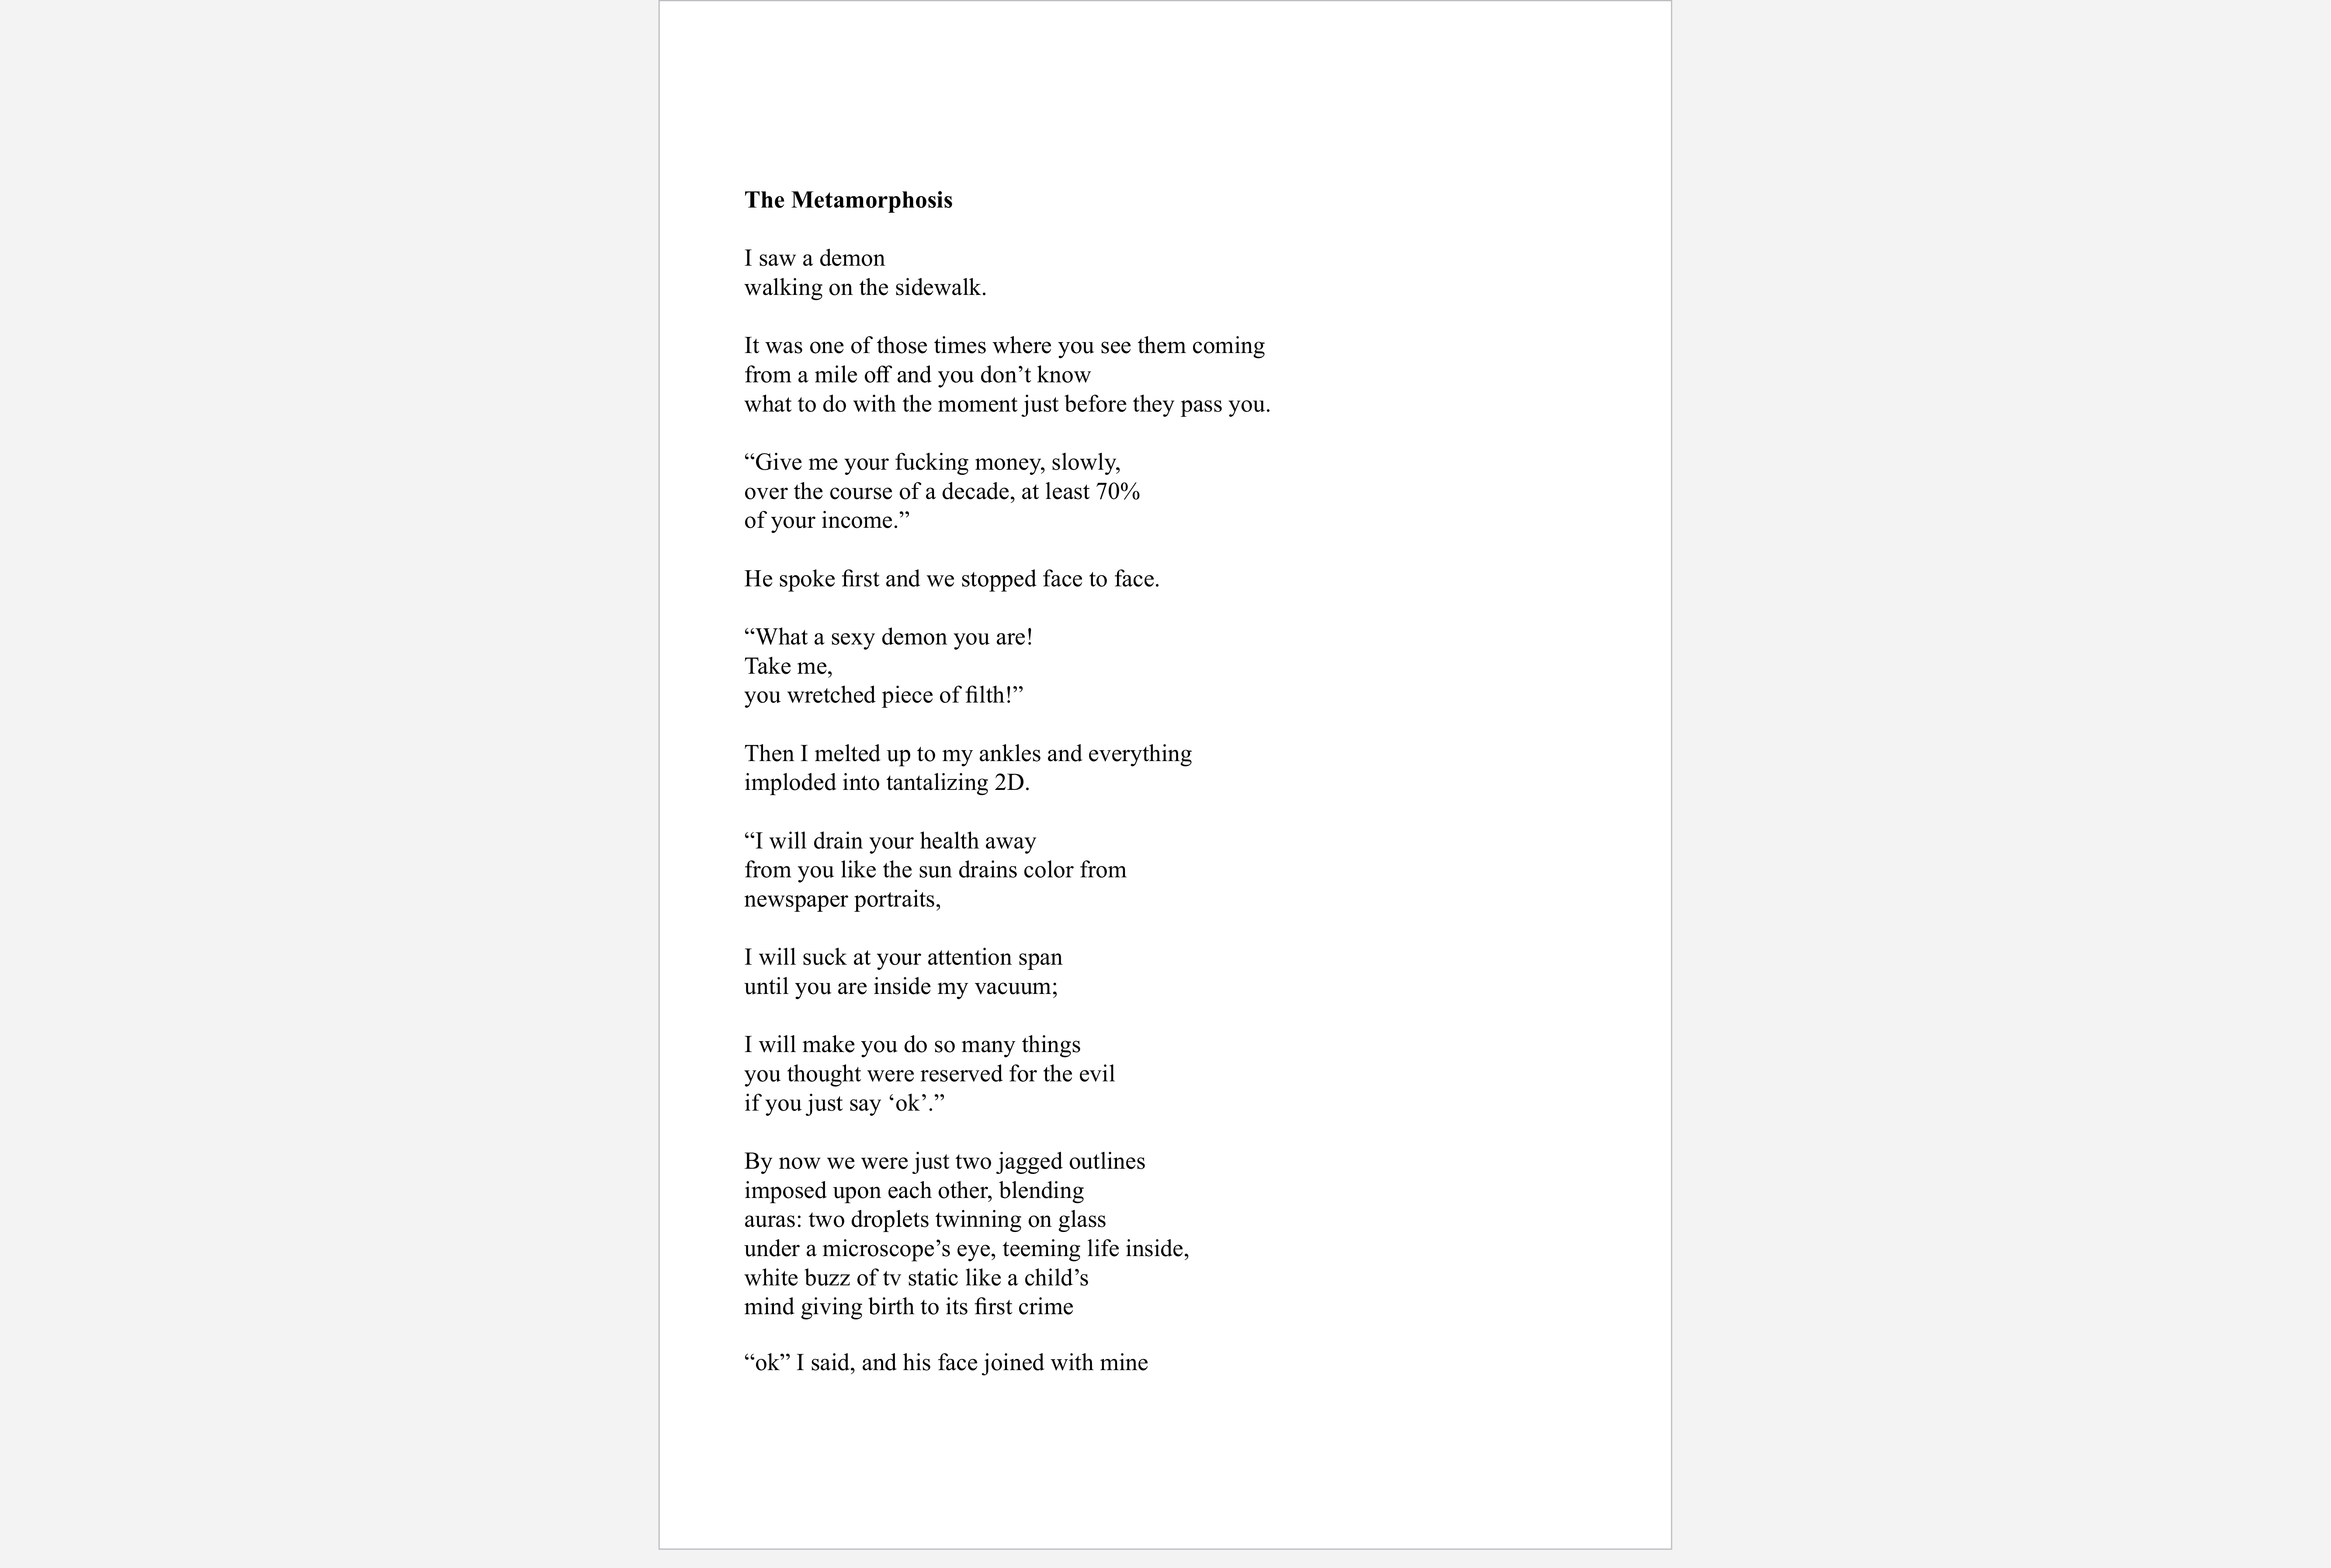 The Metamorphosis
I saw a demon
walking on the sidewalk.
It was one of those times where you see them coming
from a mile off and you don’t know
what to do with the moment just before they pass you.
“Give me your fucking money, slowly,
over the course of a decade, at least 70%
of your income.”
He spoke first and we stopped face to face.
“What a sexy demon you are!
Take me,
you wretched piece of filth!”
Then I melted up to my ankles and everything
imploded into tantalizing 2D.
“I will drain your health away
from you like the sun drains color from
newspaper portraits,
I will suck at your attention span
until you are inside my vacuum;
I will make you do so many things
you thought were reserved for the evil
if you just say ‘ok’.”
By now we were just two jagged outlines
imposed upon each other, blending
auras: two droplets twinning on glass
under a microscope’s eye, teeming life inside,
white buzz of tv static like a child’s
mind giving birth to its first crime
“ok” I said, and his face joined with mine